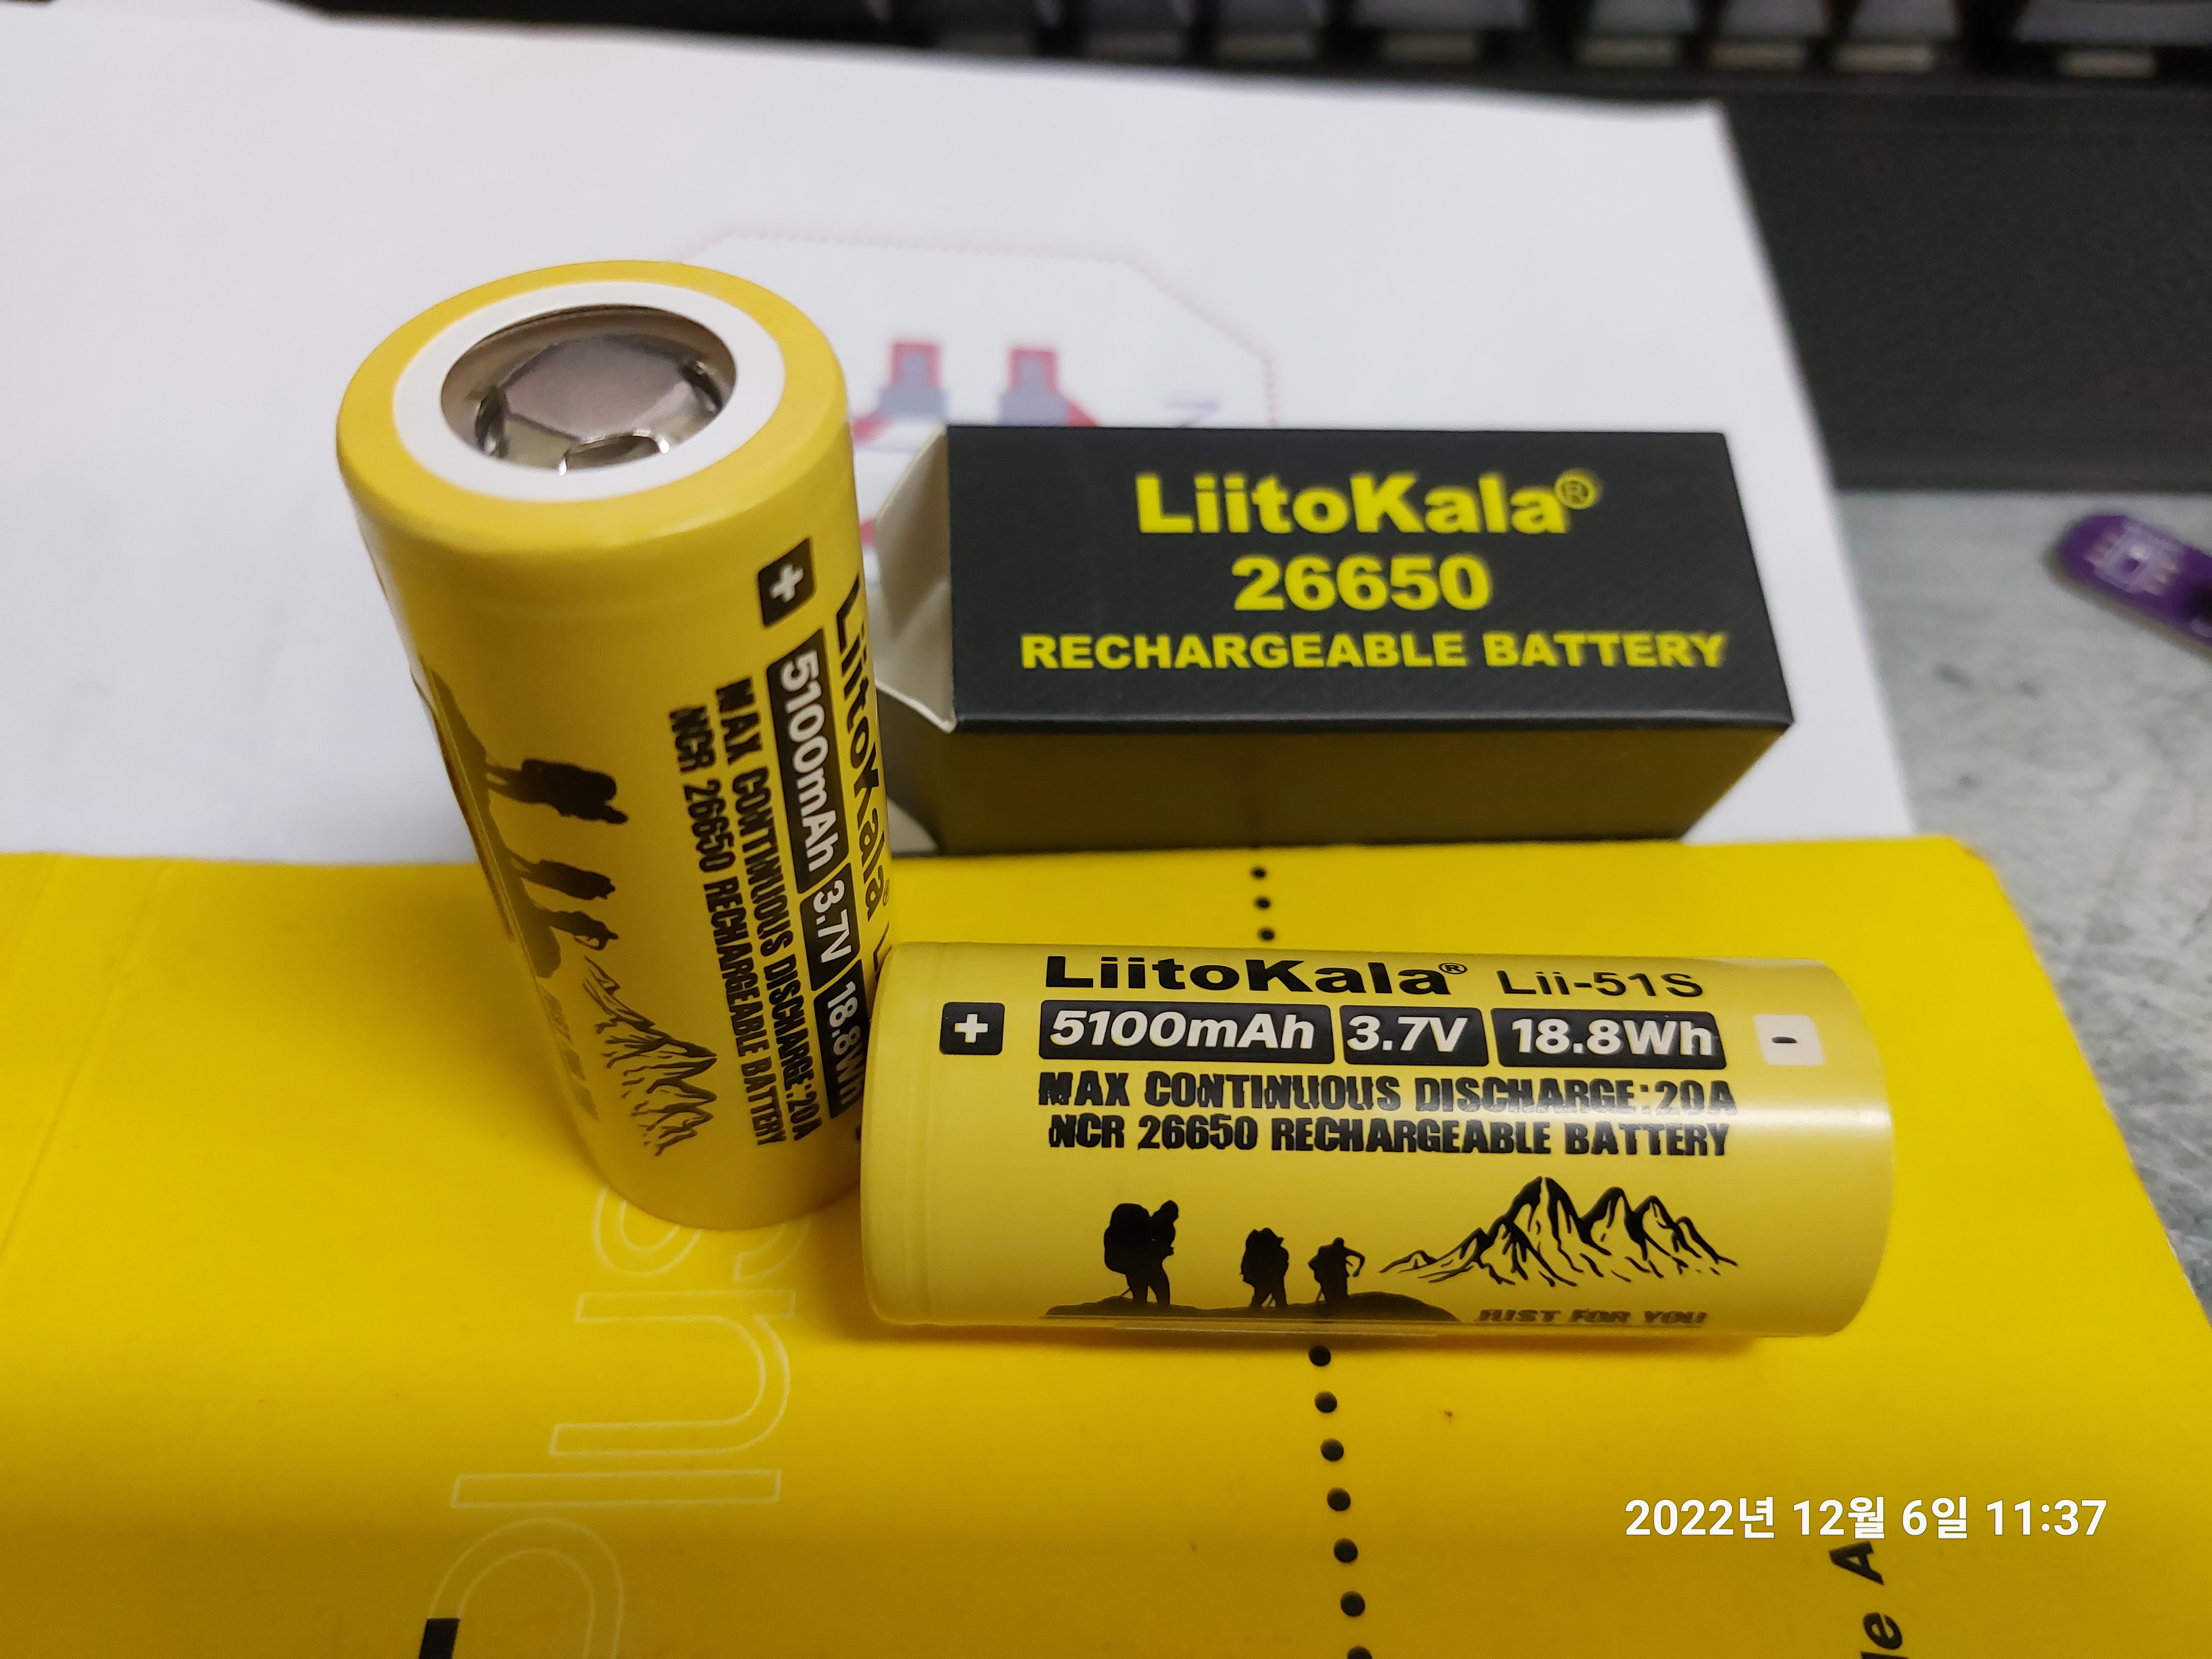 LiitoKala®
26650
RECHARGEABLE BATTERY
+
LiitoKala®
5100mAh 3.7V 18.8Wh
MAX CONTINUOUS DISCHARGE:20A
NCR 26650 RECHARGEABLE BATTERY
LiitoKala® Lii-51S
+ 5100mAh 3.7V 18.8Wh -
MAX CONTINUOUS DISCHARGE:20A
NCR 26650 RECHARGEABLE BATTERY
JUST FOR YOU
plus
2022년 12월 6일 11:37